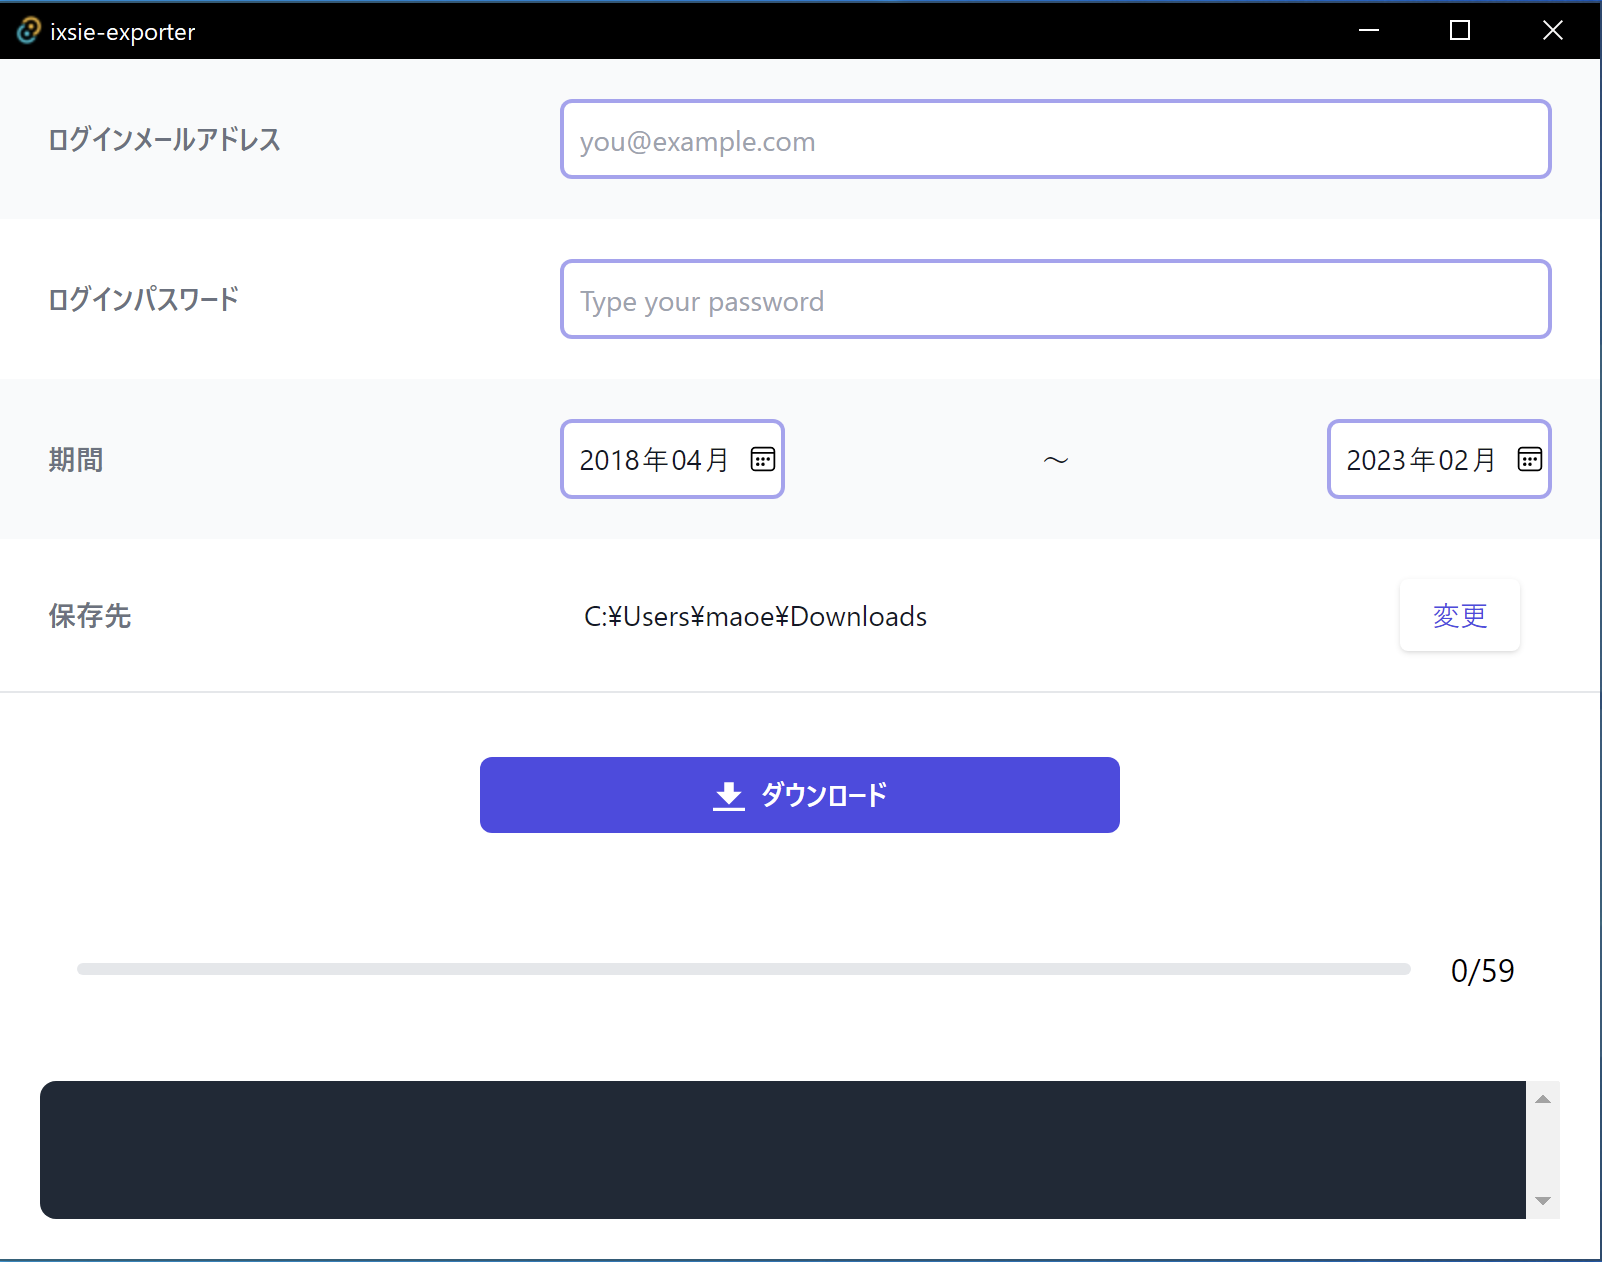 ixsie-exporter
ログインメールアドレス
you@example.com
ログインパスワード
Type your password
期間
2018年04月 ～ 2023年02月
保存先
C:¥Users¥maoe¥Downloads
変更
ダウンロード
0/59